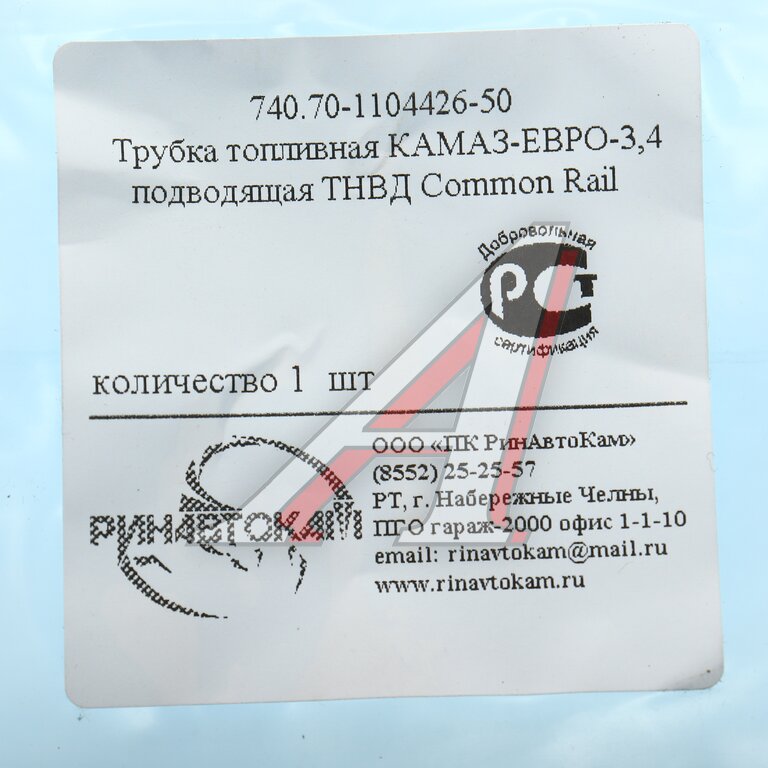 740.70-1104426-50
Трубка топливная КАМАЗ-ЕВРО-3,4
подводящая ТНВД Common Rail
Добровольная
РСТ
сертификация
количество 1 шт
РИНАВТОКАМ
ООО «ПК РинАвтоКам»
(8552) 25-25-57
РТ, г. Набережные Челны,
ПГО гараж-2000 офис 1-1-10
email: rinavtokam@mail.ru
www.rinavtokam.ru